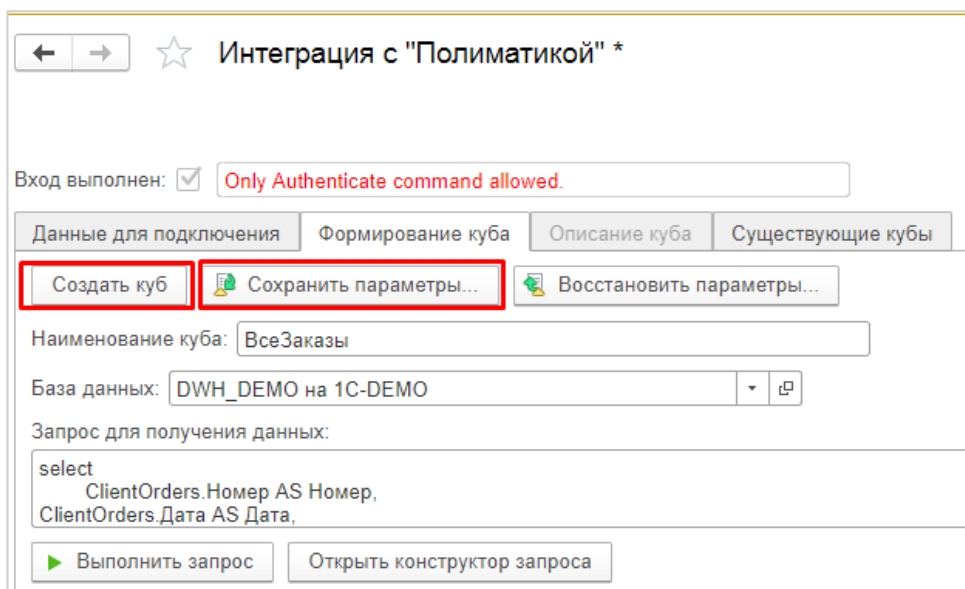 Интеграция с "Полиматикой" *
Вход выполнен: Only Authenticate command allowed.
Данные для подключения Формирование куба Описание куба Существующие кубы
Создать куб Сохранить параметры... Восстановить параметры...
Наименование куба: ВсеЗаказы
База данных: DWH_DEMO на 1C-DEMO
Запрос для получения данных:
select
ClientOrders.Номер AS Номер,
ClientOrders.Дата AS Дата,
Выполнить запрос Открыть конструктор запроса